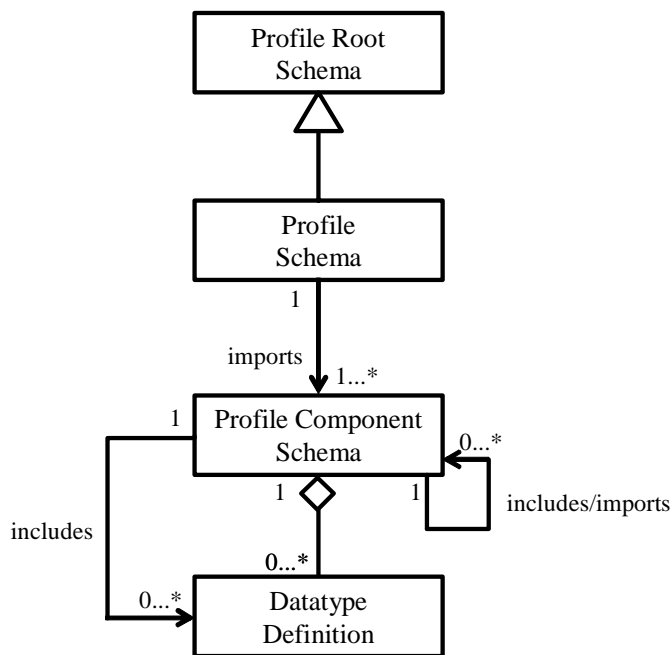 Profile Root
Schema
Profile
Schema
1
imports
1...*
1
Profile Component
Schema
0...*
1
1
includes/imports
includes
0...*
0...*
Datatype
Definition